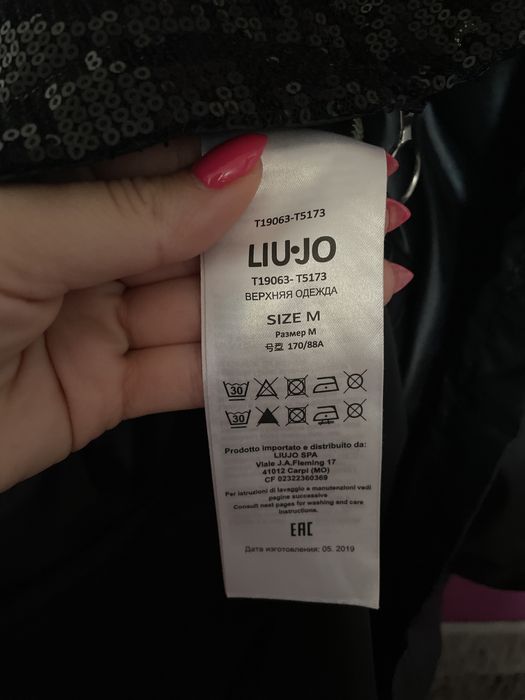 T19063-T5173
LIU·JO
T19063- T5173
ВЕРХНЯЯ ОДЕЖДА
SIZE M
Размер M
号型 170/88A
30
30
Prodotto importato e distribuito da:
LIUJO SPA
Viale J.A.Fleming 17
41012 Carpi (MO)
CF 02322360369
Per istruzioni di lavaggio e manutenzioni vedi
pagine successive
Consult next pages for washing and care
instructions.
EAC
Дата изготовления: 05. 2019